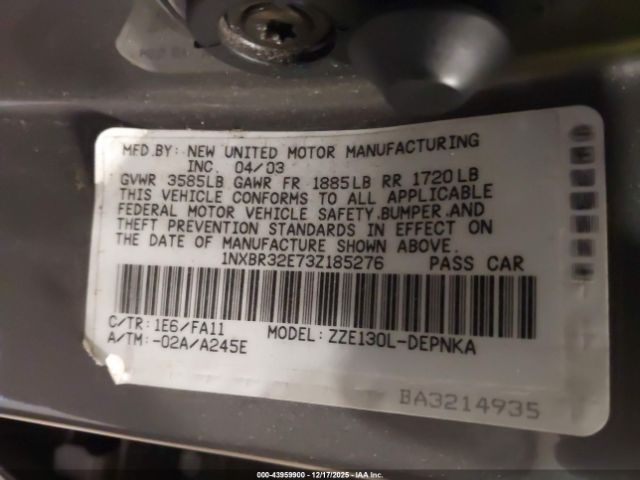 MFD.BY: NEW UNITED MOTOR MANUFACTURING
INC. 04/03
GVWR 3585LB GAWR FR 1885LB RR 1720LB
THIS VEHICLE CONFORMS TO ALL APPLICABLE
FEDERAL MOTOR VEHICLE SAFETY,BUMPER,AND
THEFT PREVENTION STANDARDS IN EFFECT ON
THE DATE OF MANUFACTURE SHOWN ABOVE.
1NXBR32E73Z185276 PASS CAR
C/TR: 1E6/FA11 MODEL: ZZE130L-DEPNKA
A/TM: -02A/A245E
BA3214935
000-43959900 - 12/17/2025 - IAA Inc.